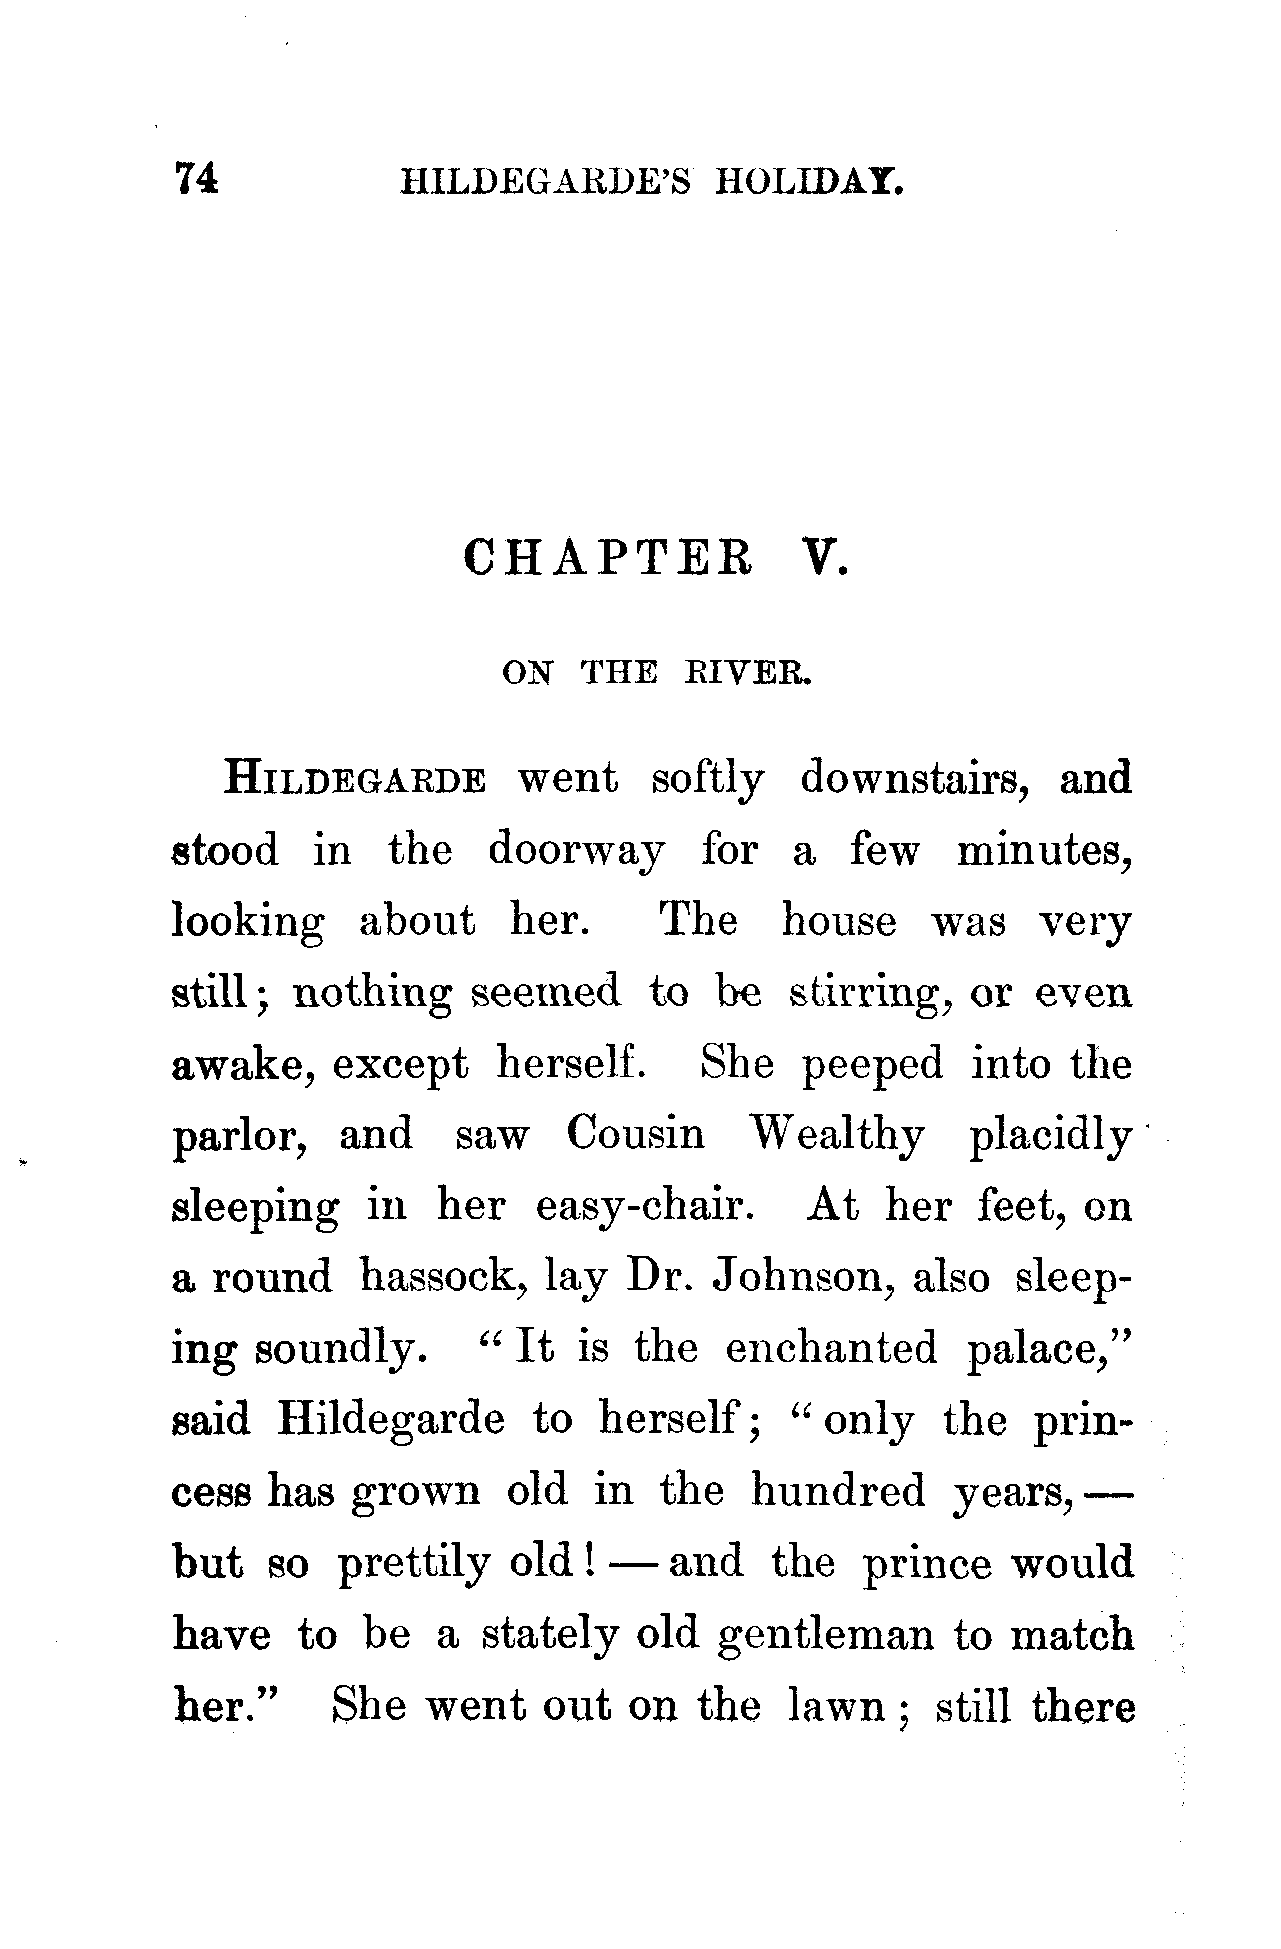 74 HILDEGARDE'S HOLIDAY.
CHAPTER V.
ON THE RIVER.
HILDEGARDE went softly downstairs, and
stood in the doorway for a few minutes,
looking about her. The house was very
still; nothing seemed to be stirring, or even
awake, except herself. She peeped into the
parlor, and saw Cousin Wealthy placidly
sleeping in her easy-chair. At her feet, on
a round hassock, lay Dr. Johnson, also sleep-
ing soundly. "It is the enchanted palace,"
said Hildegarde to herself; "only the prin-
cess has grown old in the hundred years,—
but so prettily old!—and the prince would
have to be a stately old gentleman to match
her." She went out on the lawn; still there